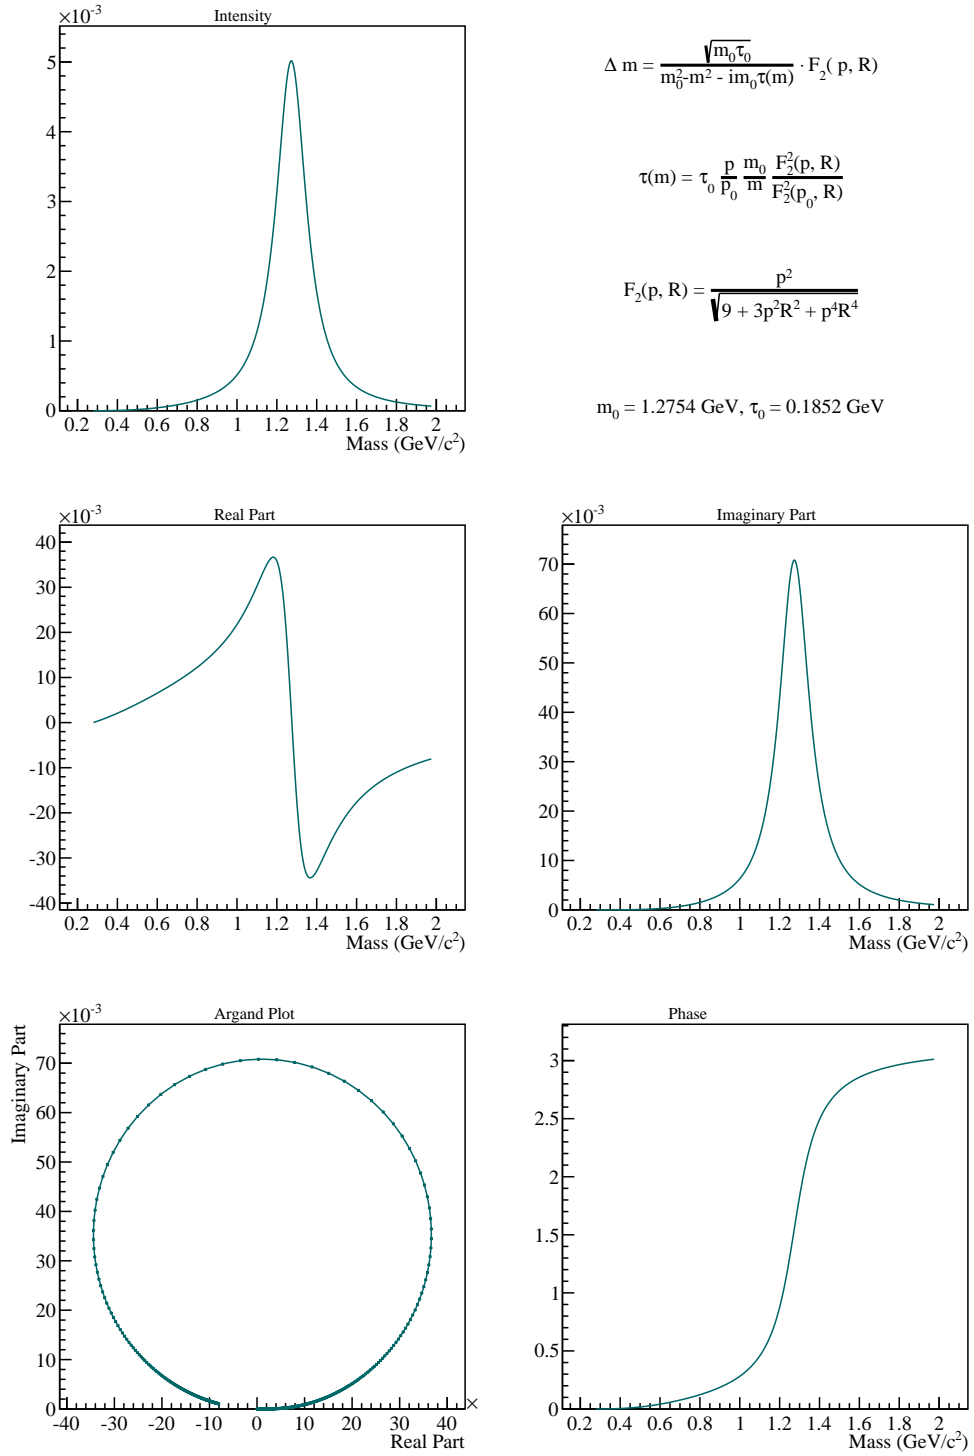 ×10⁻³
Intensity
5
4
3
2
1
0
0.2 0.4 0.6 0.8 1 1.2 1.4 1.6 1.8 2
Mass (GeV/c²)
Δ m = √(m₀τ₀) / (m₀²-m² - im₀τ(m)) · F₂( p, R)
τ(m) = τ₀ p/p₀ m₀/m F₂²(p, R)/F₂²(p₀, R)
F₂(p, R) = p² / √(9 + 3p²R² + p⁴R⁴)
m₀ = 1.2754 GeV, τ₀ = 0.1852 GeV
×10⁻³
Real Part
40
30
20
10
0
-10
-20
-30
-40
0.2 0.4 0.6 0.8 1 1.2 1.4 1.6 1.8 2
Mass (GeV/c²)
×10⁻³
Imaginary Part
70
60
50
40
30
20
10
0
0.2 0.4 0.6 0.8 1 1.2 1.4 1.6 1.8 2
Mass (GeV/c²)
×10⁻³
Argand Plot
Imaginary Part
70
60
50
40
30
20
10
0
-40 -30 -20 -10 0 10 20 30 40
×
Real Part
Phase
3
2.5
2
1.5
1
0.5
0
0.2 0.4 0.6 0.8 1 1.2 1.4 1.6 1.8 2
Mass (GeV/c²)